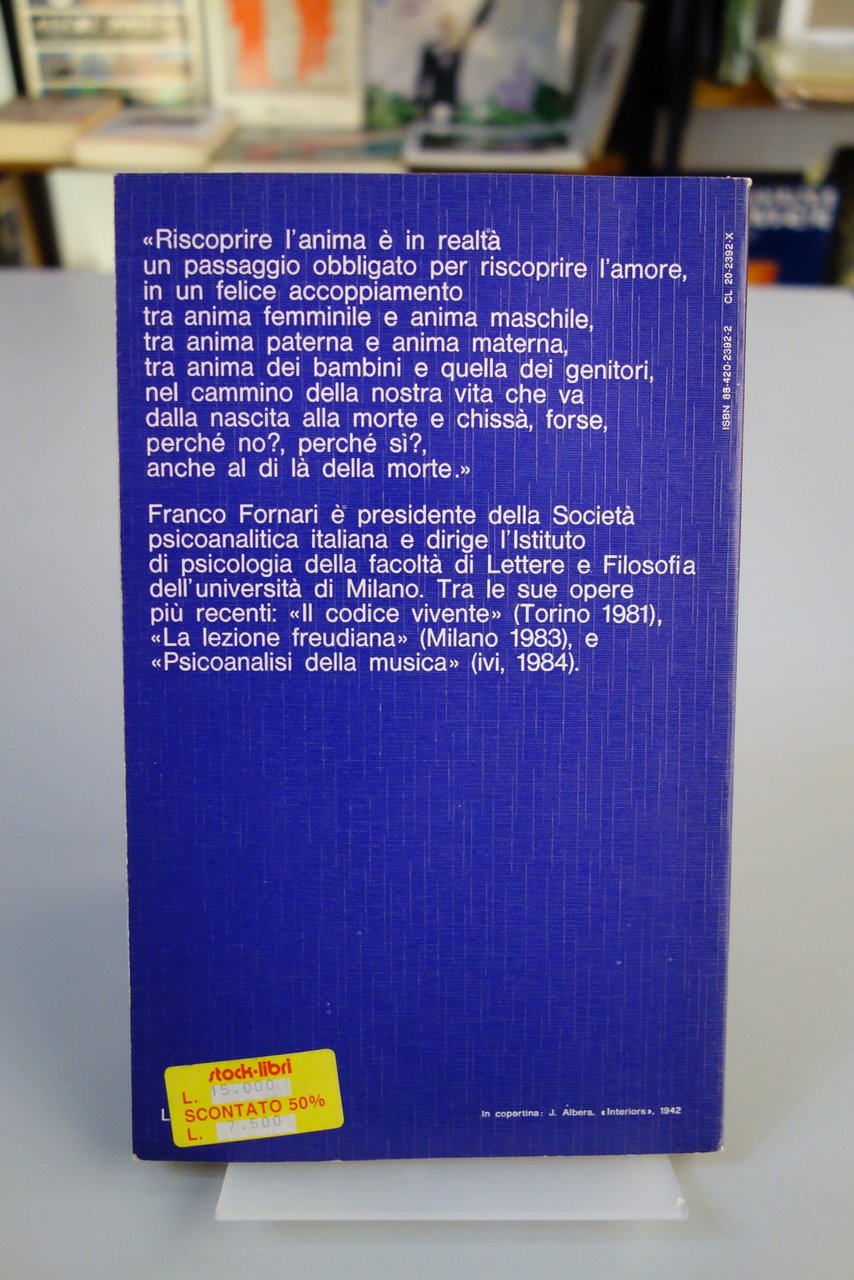 «Riscoprire l'anima è in realtà
un passaggio obbligato per riscoprire l'amore,
in un felice accoppiamento
tra anima femminile e anima maschile,
tra anima paterna e anima materna,
tra anima dei bambini e quella dei genitori,
nel cammino della nostra vita che va
dalla nascita alla morte e chissà, forse,
perché no?, perché sì?,
anche al di là della morte.»
Franco Fornari è presidente della Società
psicoanalitica italiana e dirige l'Istituto
di psicologia della facoltà di Lettere e Filosofia
dell'università di Milano. Tra le sue opere
più recenti: «Il codice vivente» (Torino 1981),
«La lezione freudiana» (Milano 1983), e
«Psicoanalisi della musica» (ivi, 1984).
ISBN 88-420-2392-2 CL 20-2392-X
stock-libri
L. 15.000
SCONTATO 50%
L. 7.500
L
In copertina: J. Albers, «Interiors», 1942